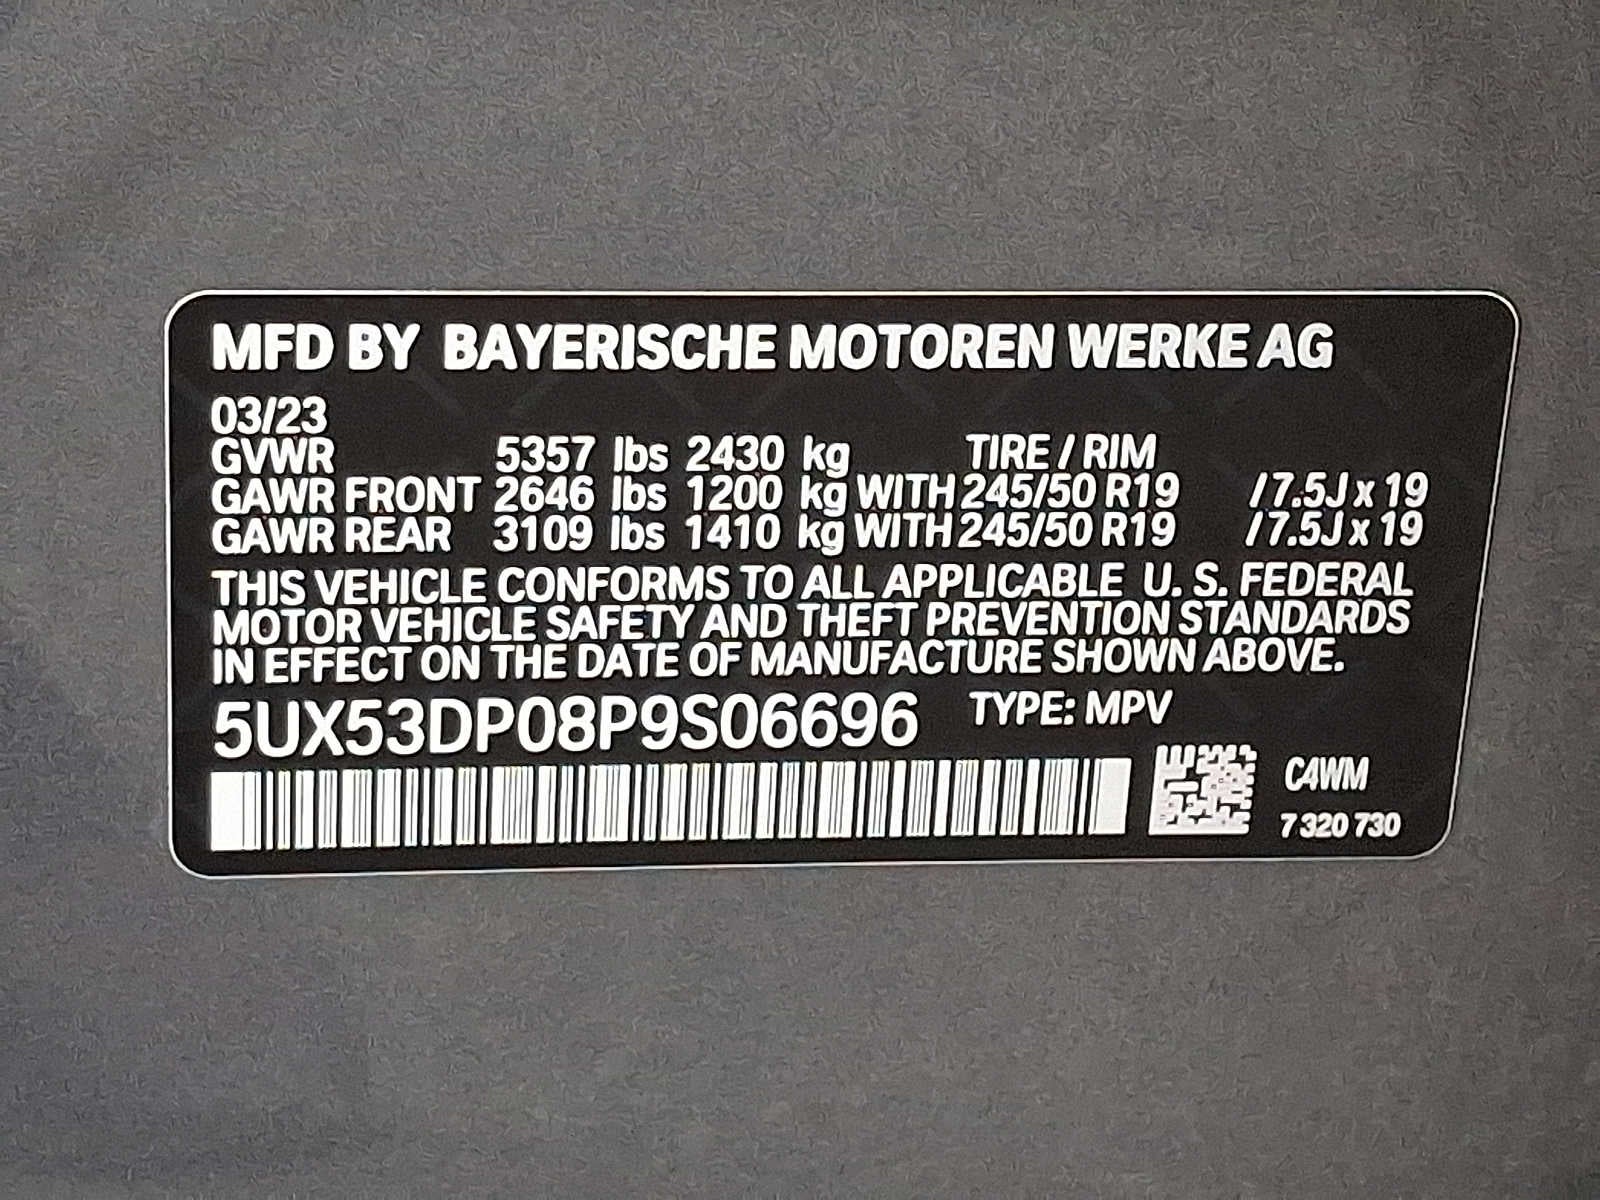 MFD BY BAYERISCHE MOTOREN WERKE AG
03/23
GVWR 5357 lbs 2430 kg TIRE / RIM
GAWR FRONT 2646 lbs 1200 kg WITH 245/50 R19 / 7.5J x 19
GAWR REAR 3109 lbs 1410 kg WITH 245/50 R19 / 7.5J x 19
THIS VEHICLE CONFORMS TO ALL APPLICABLE U. S. FEDERAL
MOTOR VEHICLE SAFETY AND THEFT PREVENTION STANDARDS
IN EFFECT ON THE DATE OF MANUFACTURE SHOWN ABOVE.
5UX53DP08P9S06696 TYPE: MPV
C4WM
7 320 730